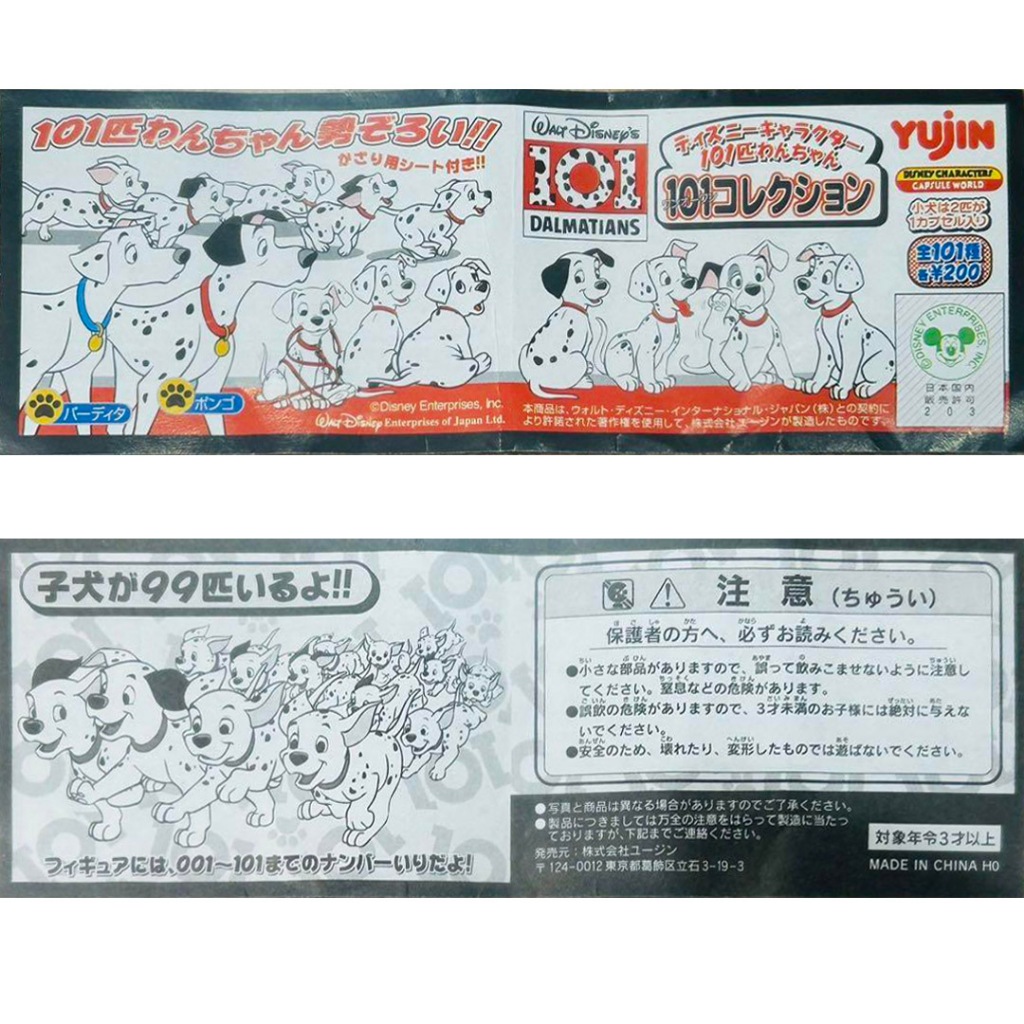 101匹わんちゃん勢ぞろい!!
かざり用シート付き!!
パーディタ
ポンゴ
©Disney Enterprises, Inc.
Walt Disney Enterprises of Japan Ltd.
WALT DISNEY'S
101
DALMATIANS
ディズニーキャラクター
101匹わんちゃん
101コレクション
本商品は、ウォルト・ディズニー・インターナショナル・ジャパン(株)との契約に
より許諾された著作権を使用して、株式会社ユージンが製造したものです。
YUJIN
DISNEY CHARACTERS
CAPSULE WORLD
小犬は2匹が
1カプセル入り
全101種
各¥200
©DISNEY ENTERPRISES, INC.
日本国内
販売許可
203
子犬が99匹いるよ!!
フィギュアには、001〜101までのナンバーいりだよ!
⚠ 注意(ちゅうい)
保護者の方へ、必ずお読みください。
●小さな部品がありますので、誤って飲みこませないように注意し
てください。窒息などの危険があります。
●誤飲の危険がありますので、3才未満のお子様には絶対に与えな
いでください。
●安全のため、壊れたり、変形したものでは遊ばないでください。
●写真と商品は異なる場合がありますのでご了承ください。
●製品につきましては万全の注意をはらって製造に当たっ
ておりますが、下記までご連絡ください。
発売元:株式会社ユージン
〒124-0012 東京都葛飾区立石3-19-3
対象年令3才以上
MADE IN CHINA H0